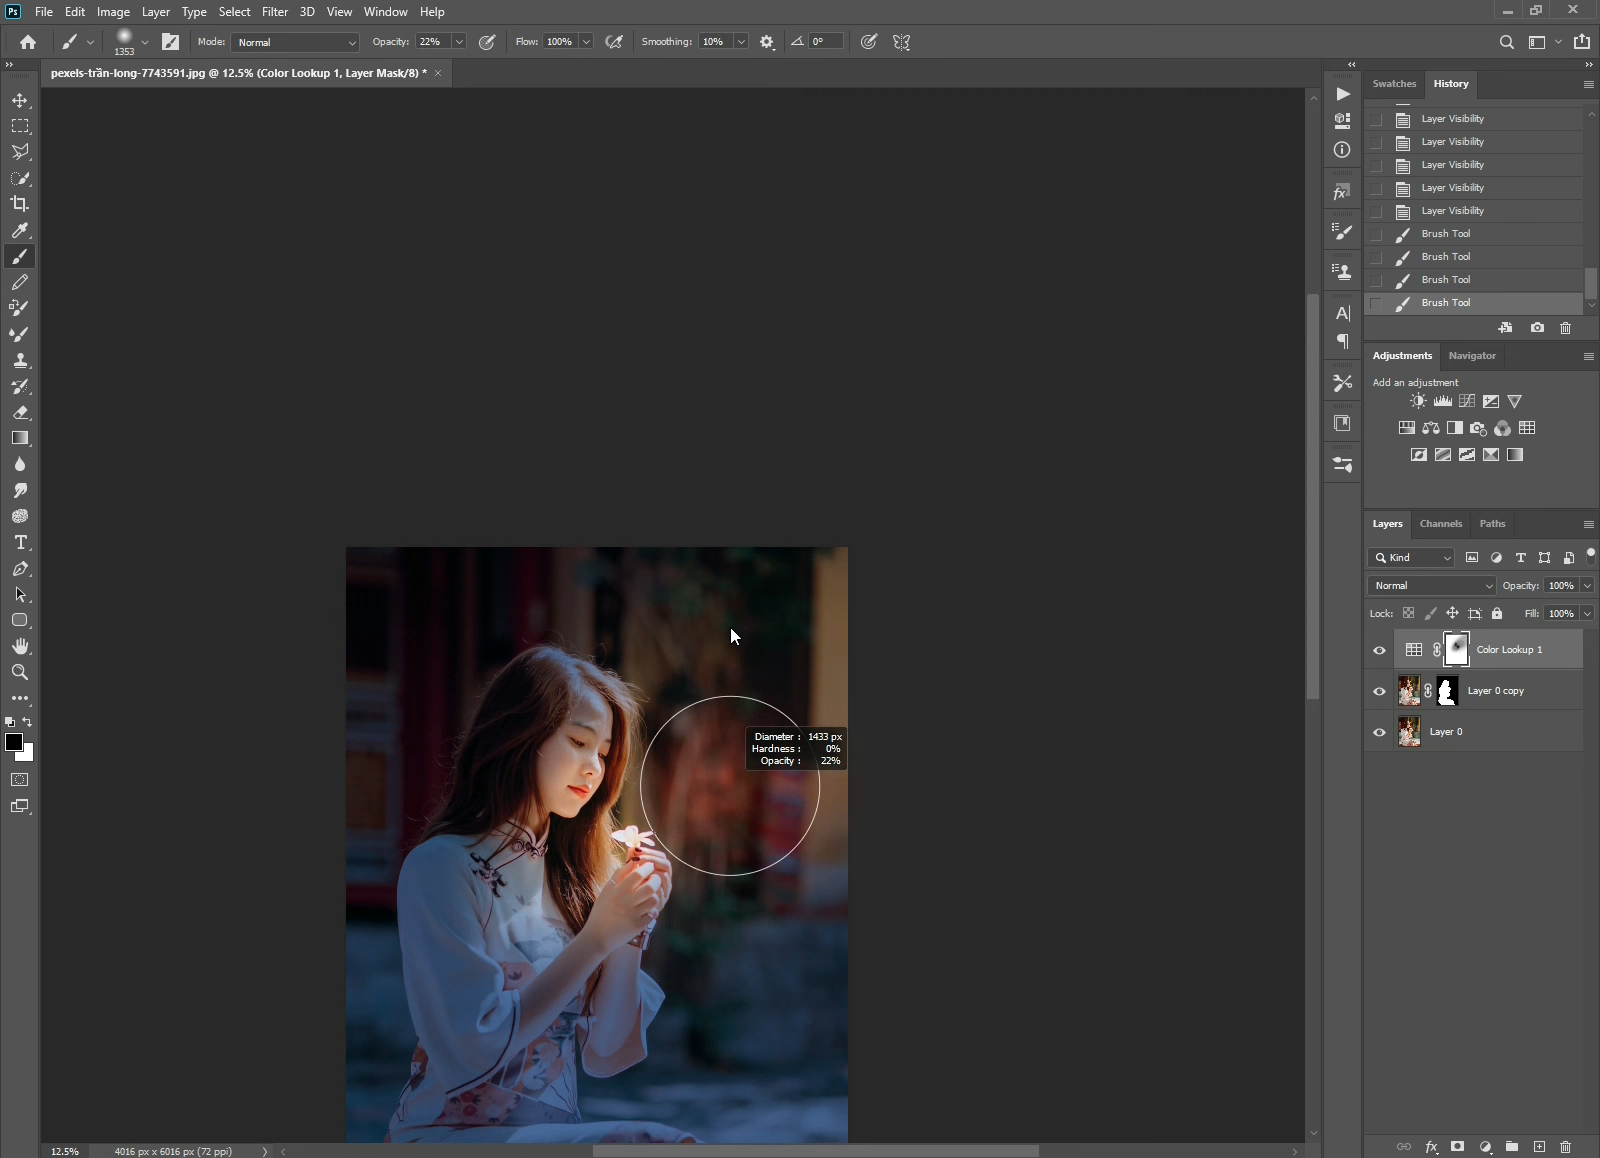 Ps File Edit Image Layer Type Select Filter 3D View Window Help
1353 Mode: Normal Opacity: 22% Flow: 100% Smoothing: 10% 0°
pexels-trần-long-7743591.jpg @ 12.5% (Color Lookup 1, Layer Mask/8) * ×
Swatches History
Layer Visibility
Layer Visibility
Layer Visibility
Layer Visibility
Layer Visibility
Brush Tool
Brush Tool
Brush Tool
Brush Tool
Adjustments Navigator
Add an adjustment
Layers Channels Paths
Kind
Normal Opacity: 100%
Lock: Fill: 100%
Color Lookup 1
Layer 0 copy
Layer 0
Diameter : 1433 px
Hardness : 0%
Opacity : 22%
12.5% 4016 px x 6016 px (72 ppi)